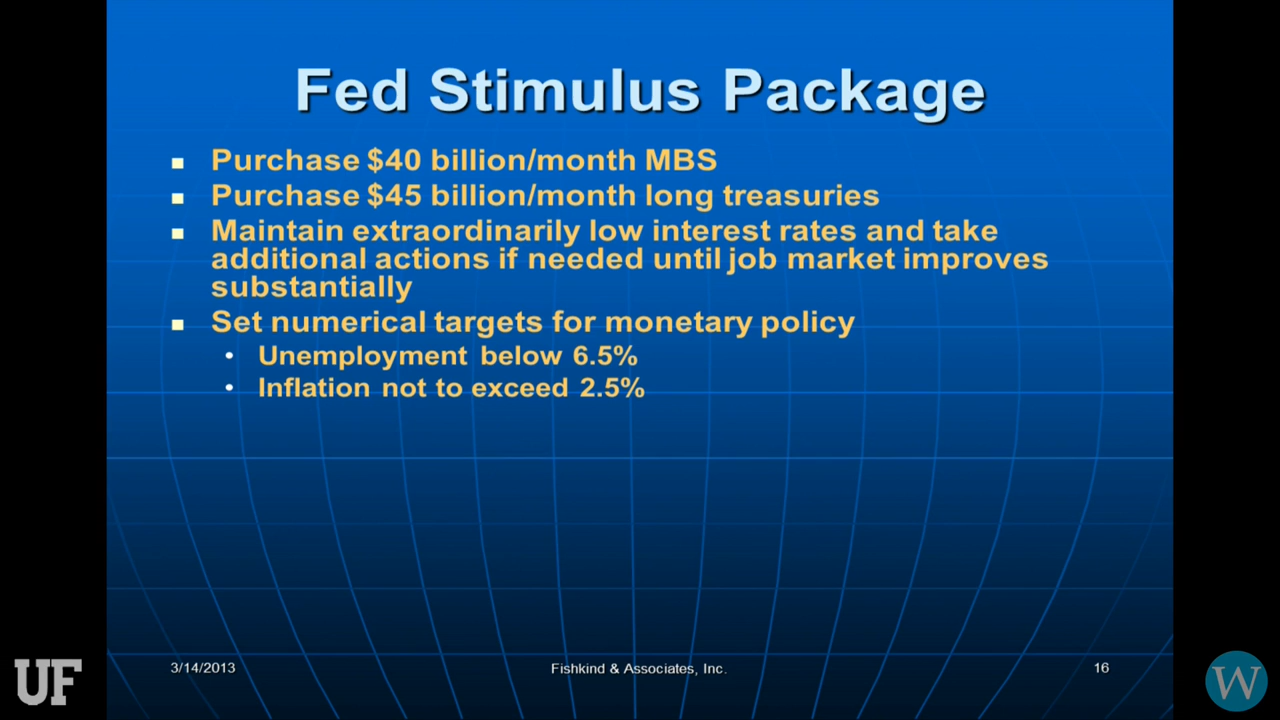 Fed Stimulus Package
Purchase $40 billion/month MBS
Purchase $45 billion/month long treasuries
Maintain extraordinarily low interest rates and take
additional actions if needed until job market improves
substantially
Set numerical targets for monetary policy
Unemployment below 6.5%
Inflation not to exceed 2.5%
3/14/2013
Fishkind & Associates, Inc.
16
UF
W